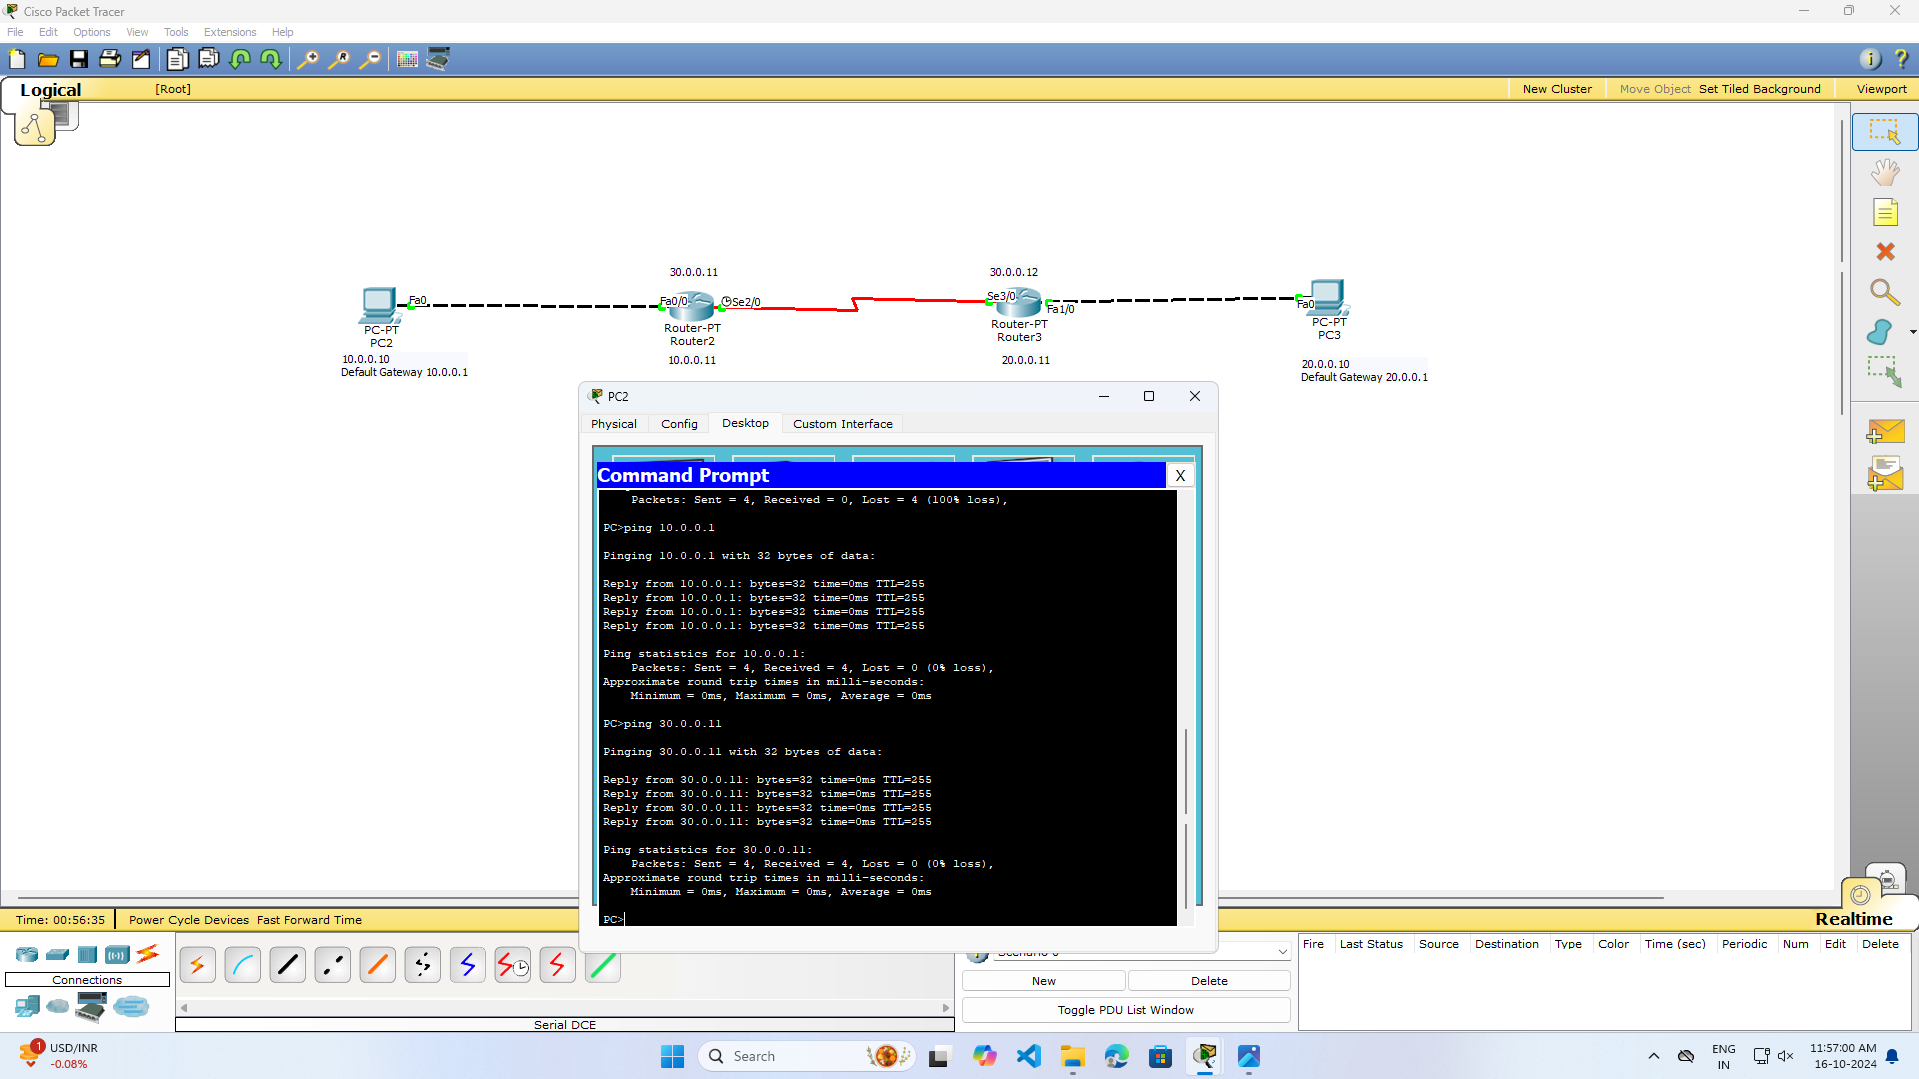 Cisco Packet Tracer
File Edit Options View Tools Extensions Help
Logical
[Root]
New Cluster
Move Object
Set Tiled Background
Viewport
30.0.0.11
30.0.0.12
Fa0
Fa0/0
Se2/0
Se3/0
Fa1/0
Fa0
PC-PT
PC2
10.0.0.10
Default Gateway 10.0.0.1
Router-PT
Router2
10.0.0.11
Router-PT
Router3
20.0.0.11
PC-PT
PC3
20.0.0.10
Default Gateway 20.0.0.1
PC2
Physical Config Desktop Custom Interface
Command Prompt
X
Packets: Sent = 4, Received = 0, Lost = 4 (100% loss),
PC>ping 10.0.0.1
Pinging 10.0.0.1 with 32 bytes of data:
Reply from 10.0.0.1: bytes=32 time=0ms TTL=255
Reply from 10.0.0.1: bytes=32 time=0ms TTL=255
Reply from 10.0.0.1: bytes=32 time=0ms TTL=255
Reply from 10.0.0.1: bytes=32 time=0ms TTL=255
Ping statistics for 10.0.0.1:
Packets: Sent = 4, Received = 4, Lost = 0 (0% loss),
Approximate round trip times in milli-seconds:
Minimum = 0ms, Maximum = 0ms, Average = 0ms
PC>ping 30.0.0.11
Pinging 30.0.0.11 with 32 bytes of data:
Reply from 30.0.0.11: bytes=32 time=0ms TTL=255
Reply from 30.0.0.11: bytes=32 time=0ms TTL=255
Reply from 30.0.0.11: bytes=32 time=0ms TTL=255
Reply from 30.0.0.11: bytes=32 time=0ms TTL=255
Ping statistics for 30.0.0.11:
Packets: Sent = 4, Received = 4, Lost = 0 (0% loss),
Approximate round trip times in milli-seconds:
Minimum = 0ms, Maximum = 0ms, Average = 0ms
PC>
Time: 00:56:35
Power Cycle Devices Fast Forward Time
Realtime
Connections
Serial DCE
New
Delete
Toggle PDU List Window
Fire Last Status Source Destination Type Color Time (sec) Periodic Num Edit Delete
1
USD/INR
-0.08%
Search
ENG
IN
11:57:00 AM
16-10-2024